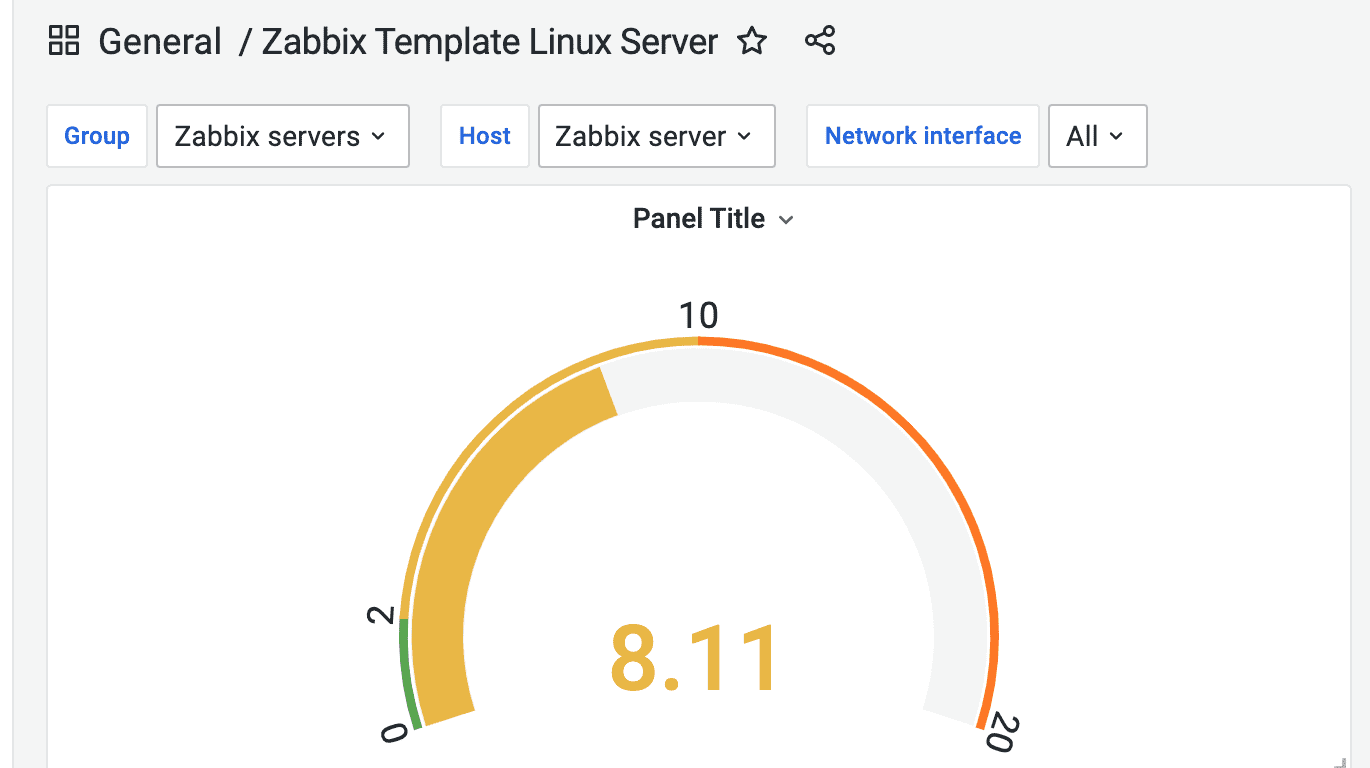 General / Zabbix Template Linux Server
Group Zabbix servers Host Zabbix server Network interface All
Panel Title
10
2
8.11
0
20